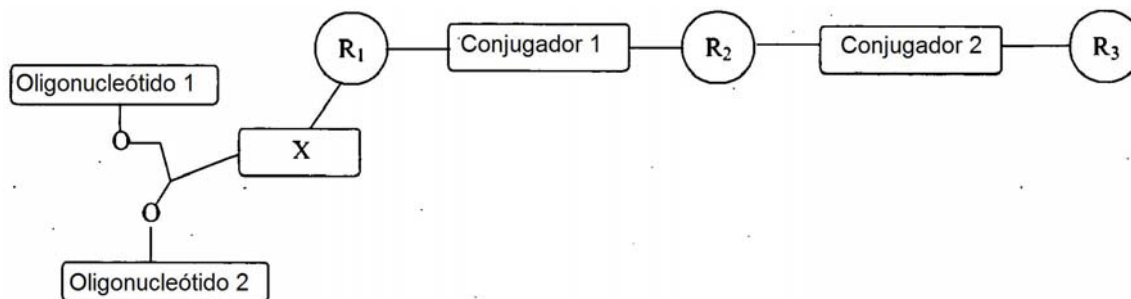 R₁
Conjugador 1
R₂
Conjugador 2
R₃
Oligonucleótido 1
O
X
O
Oligonucleótido 2